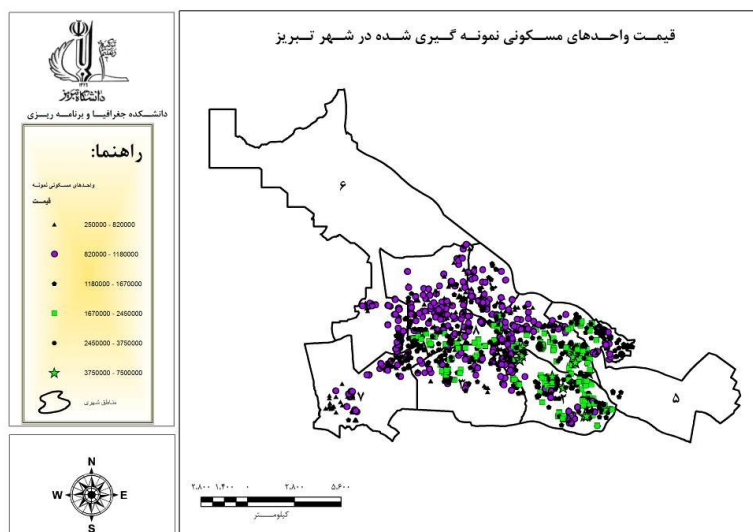 قیمت واحدهای مسکونی نمونه گیری شده در شهر تبریز
دانشگاه تبریز
دانشکده جغرافیا و برنامه ریزی
راهنما:
واحدهای مسکونی نمونه
قیمت
250000 - 820000
820000 - 1180000
1180000 - 1670000
1670000 - 2460000
2450000 - 3750000
3750000 - 7500000
مناطق شهری
۶
۸
۵
۷
N
W E
S
۲,۸۰۰ ۱,۴۰۰ ۰ ۲,۸۰۰ ۵,۶۰۰
کیلومتر